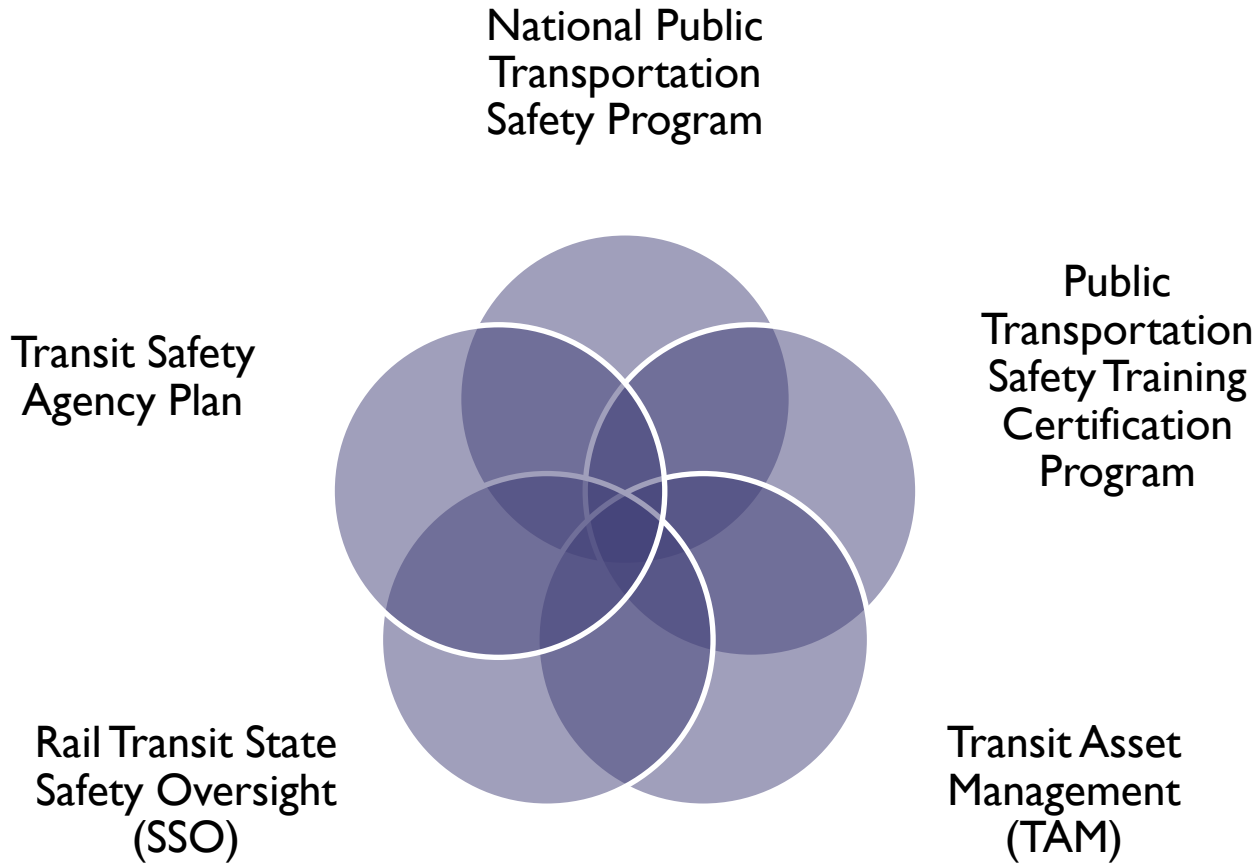 National Public
Transportation
Safety Program
Public
Transportation
Safety Training
Certification
Program
Transit Asset
Management
(TAM)
Rail Transit State
Safety Oversight
(SSO)
Transit Safety
Agency Plan